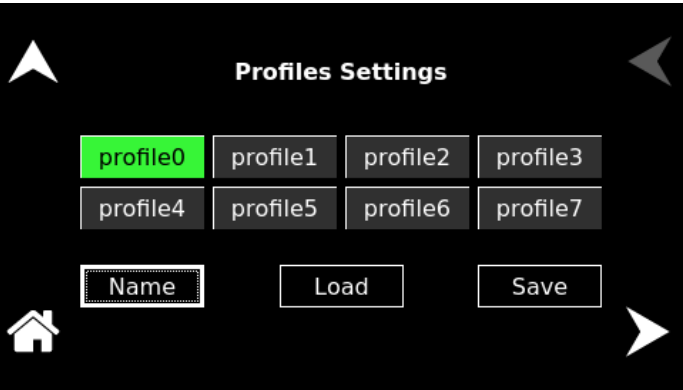 Profiles Settings
profile0 profile1 profile2 profile3
profile4 profile5 profile6 profile7
Name Load Save